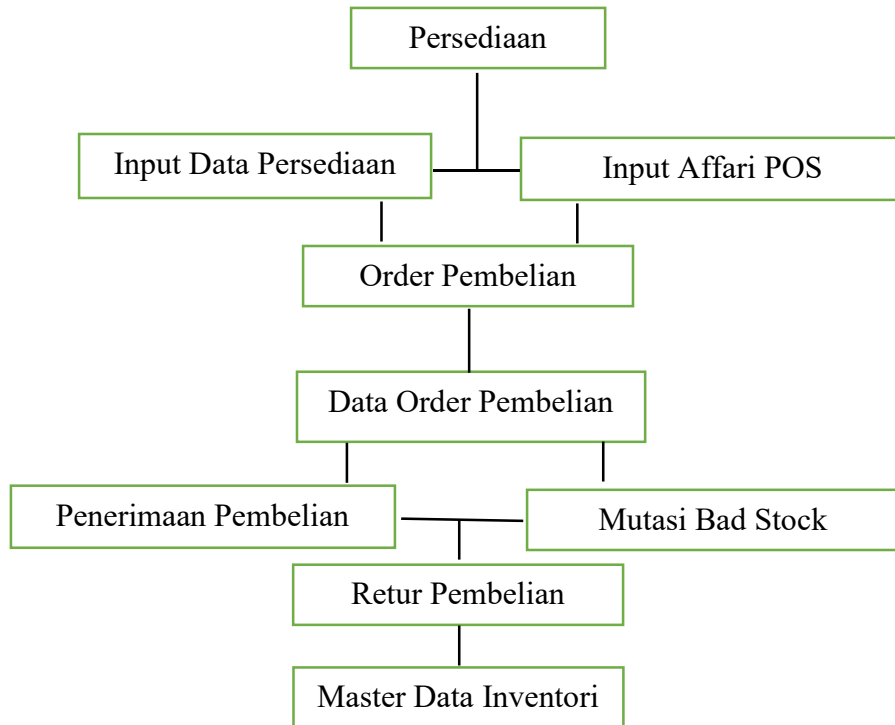 Persediaan
Input Data Persediaan
Input Affari POS
Order Pembelian
Data Order Pembelian
Penerimaan Pembelian
Mutasi Bad Stock
Retur Pembelian
Master Data Inventori